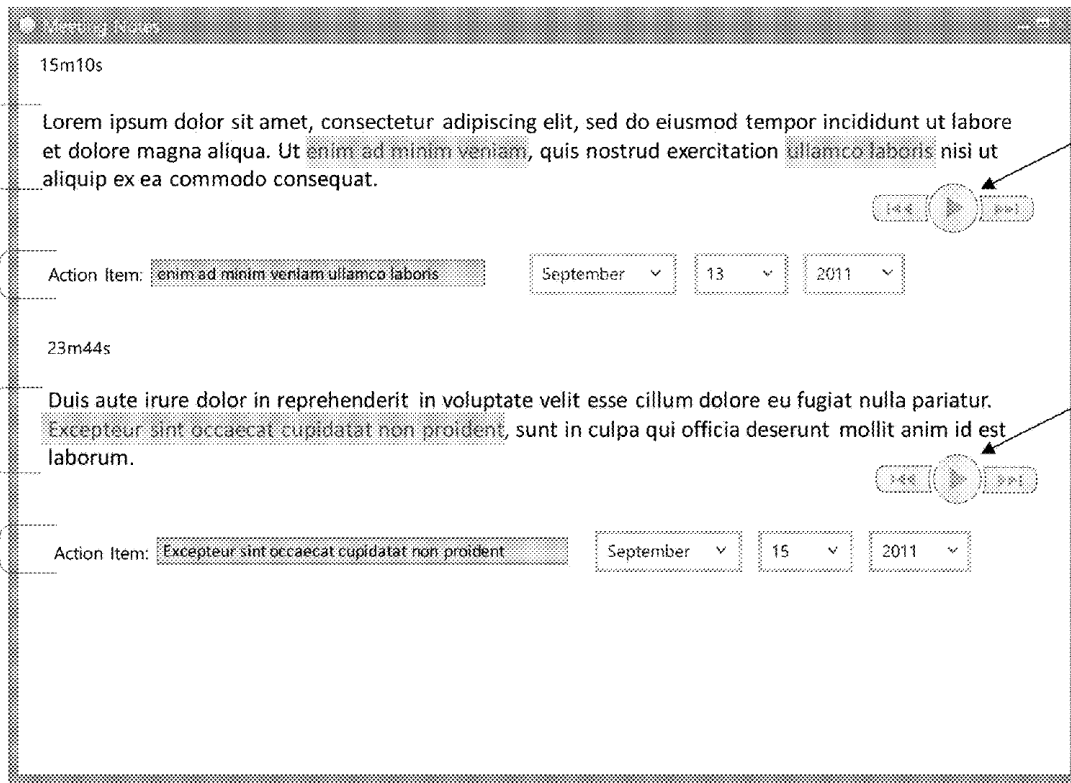 Meeting Notes
15m10s
Lorem ipsum dolor sit amet, consectetur adipiscing elit, sed do eiusmod tempor incididunt ut labore
et dolore magna aliqua. Ut enim ad minim veniam, quis nostrud exercitation ullamco laboris nisi ut
aliquip ex ea commodo consequat.
Action Item: enim ad minim veniam ullamco laboris September 13 2011
23m44s
Duis aute irure dolor in reprehenderit in voluptate velit esse cillum dolore eu fugiat nulla pariatur.
Excepteur sint occaecat cupidatat non proident, sunt in culpa qui officia deserunt mollit anim id est
laborum.
Action Item: Excepteur sint occaecat cupidatat non proident September 15 2011